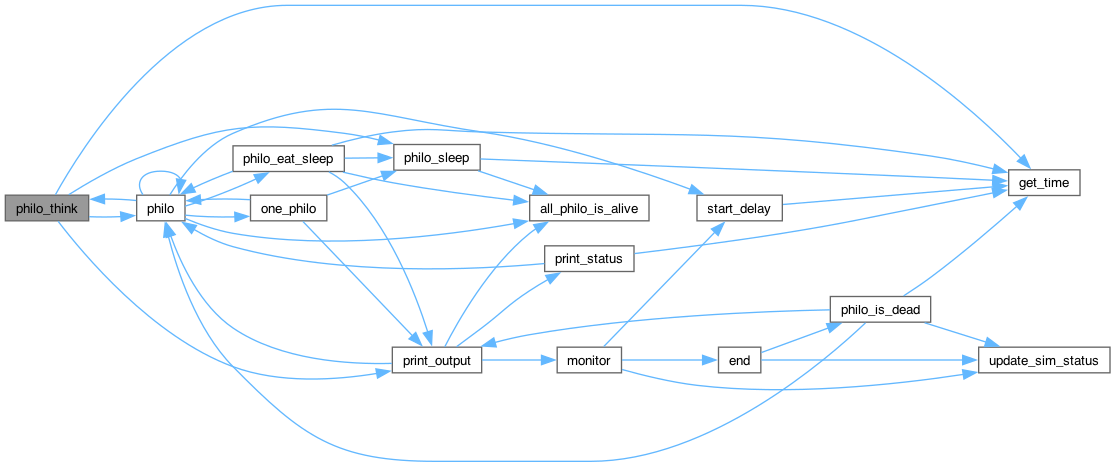 philo_think
philo
philo_eat_sleep
one_philo
philo_sleep
print_output
all_philo_is_alive
print_status
monitor
start_delay
end
philo_is_dead
get_time
update_sim_status